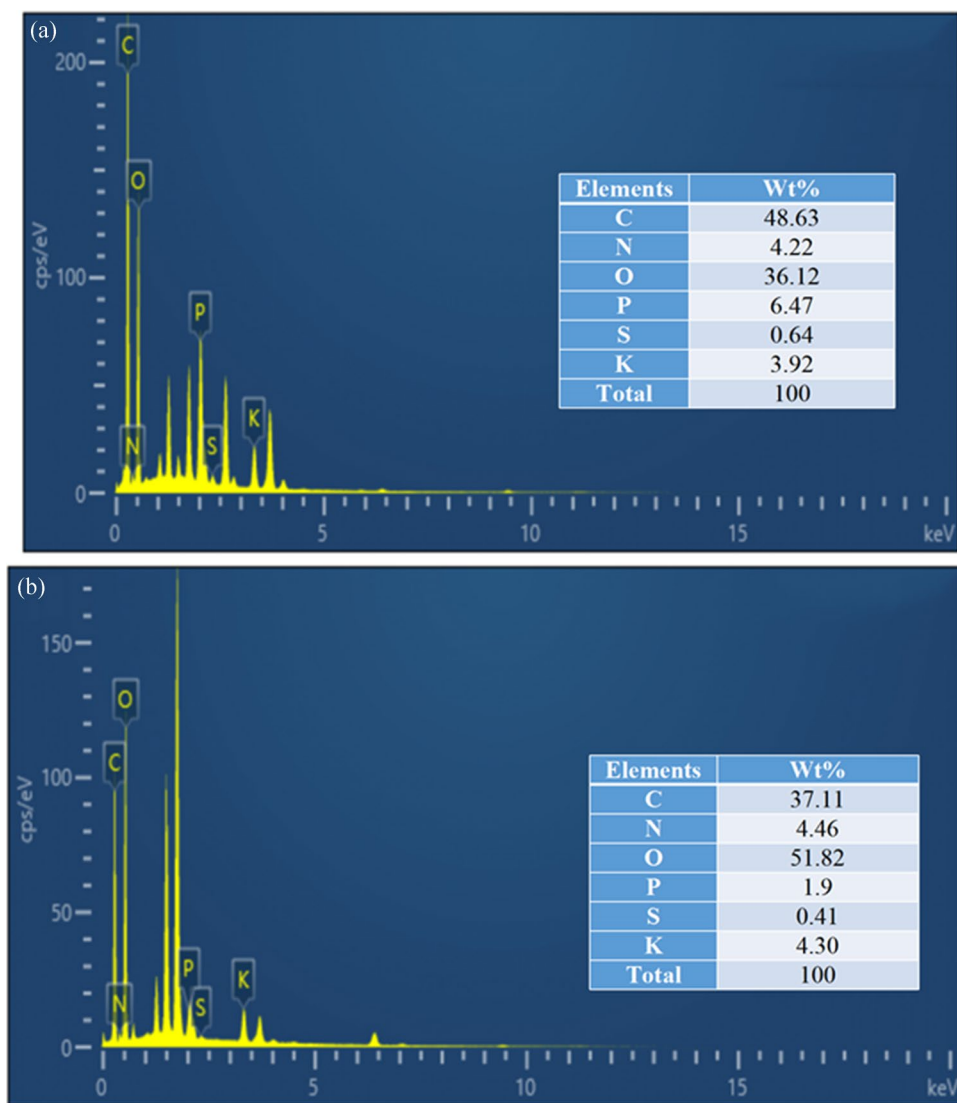 (a)
C
200
O
cps/eV
100
P
N
S
K
0
0 5 10 15 keV
Elements Wt%
C 48.63
N 4.22
O 36.12
P 6.47
S 0.64
K 3.92
Total 100
(b)
150
O
C
cps/eV
100
50
P
N
S
K
0
0 5 10 15 keV
Elements Wt%
C 37.11
N 4.46
O 51.82
P 1.9
S 0.41
K 4.30
Total 100